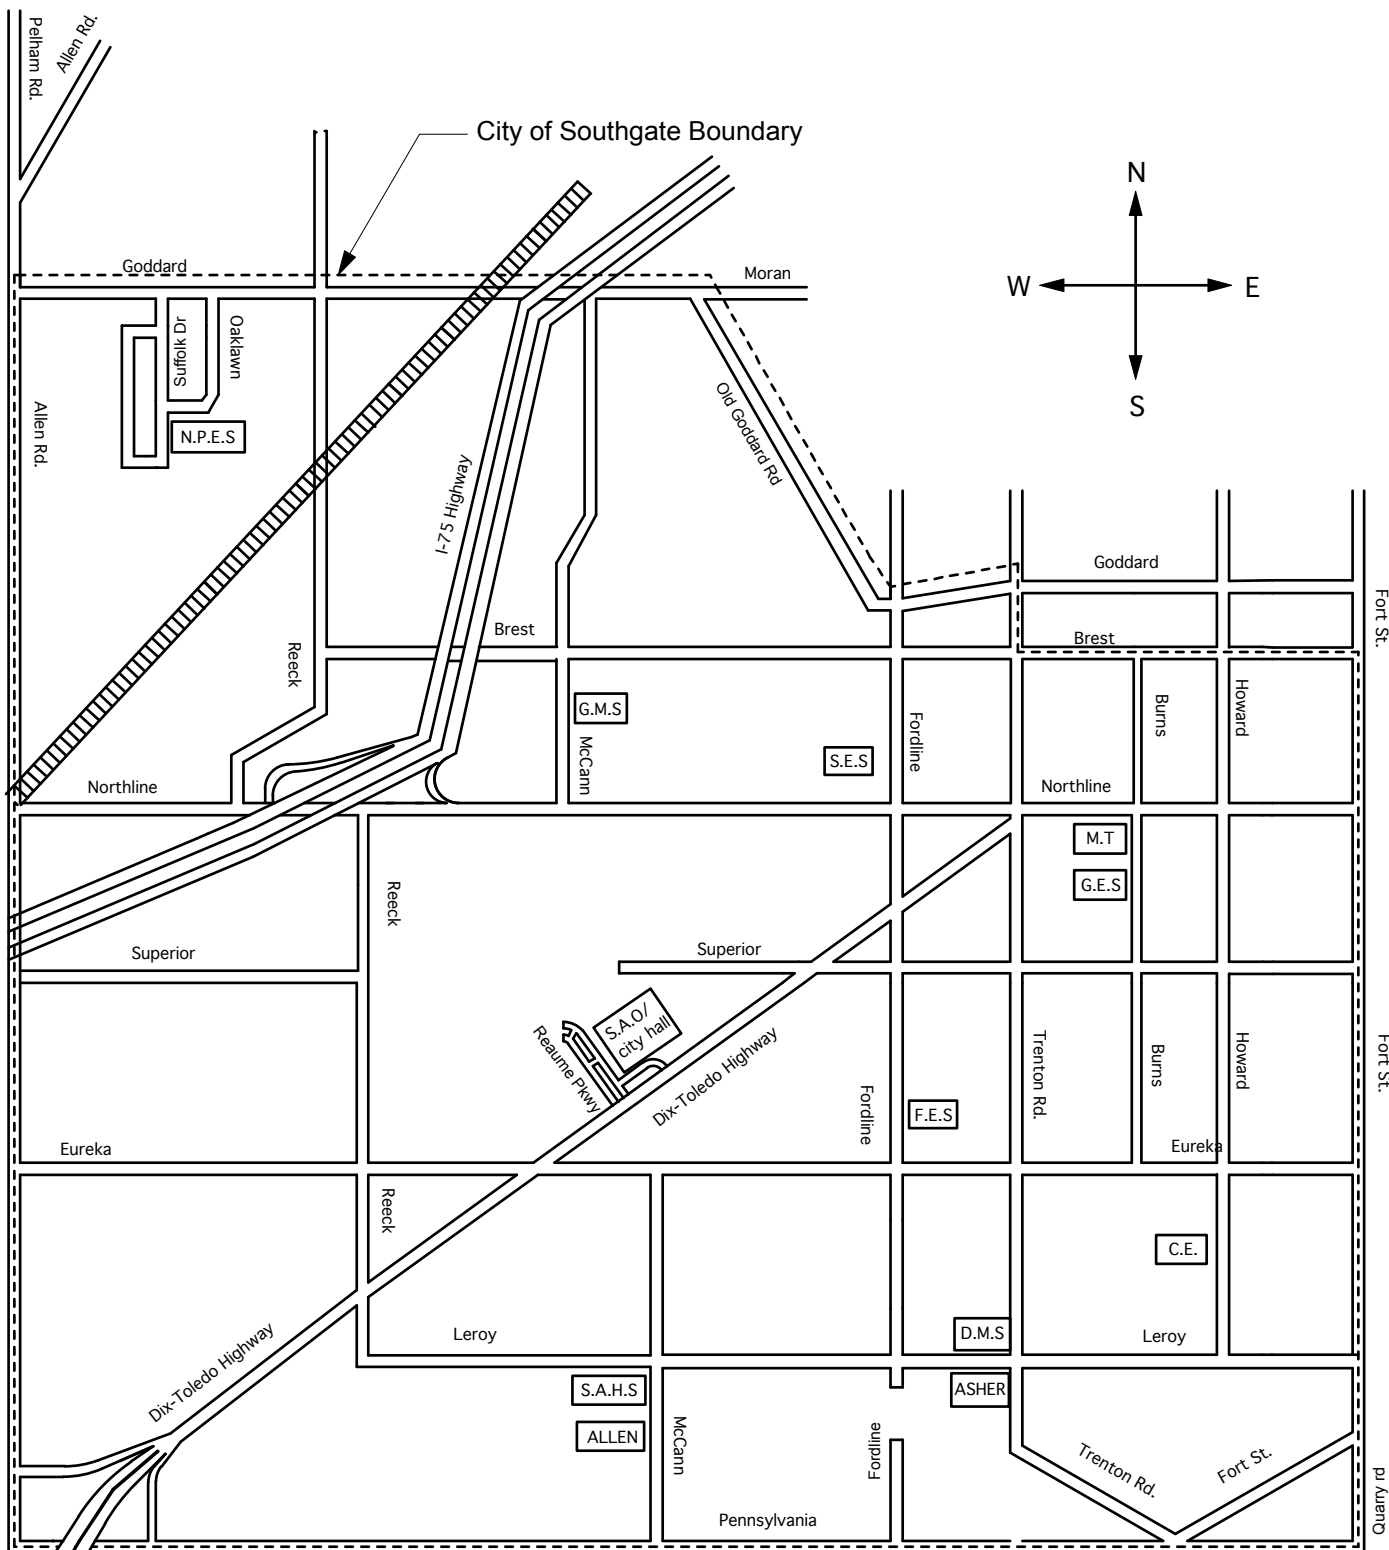 Pelham Rd.
Allen Rd.
City of Southgate Boundary
N
W
E
S
Goddard
Moran
Suffolk Dr
Oaklawn
Allen Rd.
N.P.E.S
Old Goddard Rd
I-75 Highway
Goddard
Fort St.
Brest
Brest
Reeck
G.M.S
McCann
S.E.S
Fordline
Burns
Howard
Northline
Northline
M.T
G.E.S
Reeck
Superior
Superior
S.A.O/
city hall
Reaume Pkwy
Dix-Toledo Highway
Trenton Rd.
Burns
Howard
Fort St.
Fordline
F.E.S
Eureka
Eureka
Reeck
C.E.
Leroy
D.M.S
Leroy
Dix-Toledo Highway
S.A.H.S
ASHER
ALLEN
McCann
Fordline
Trenton Rd.
Fort St.
Quarry rd
Pennsylvania